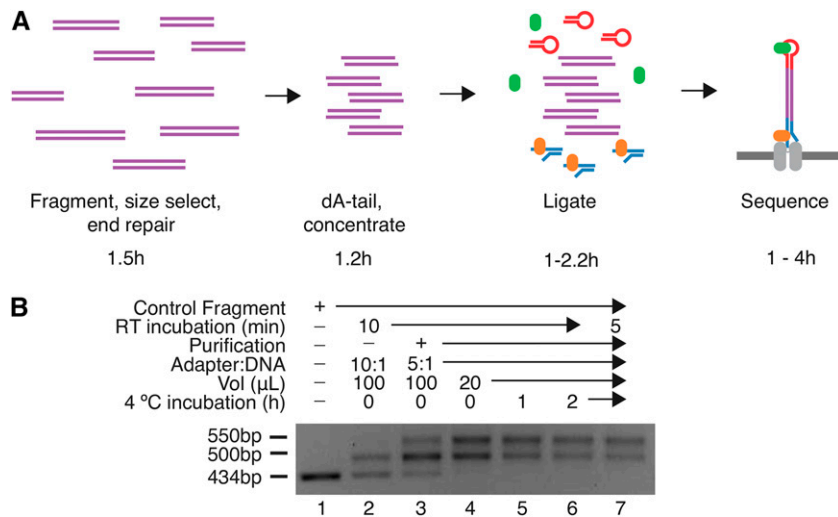 A
Fragment, size select,
end repair
1.5h
dA-tail,
concentrate
1.2h
Ligate
1-2.2h
Sequence
1 - 4h
B
Control Fragment +
RT incubation (min) – 10 5
Purification – – +
Adapter:DNA – 10:1 5:1
Vol (µL) – 100 100 20
4 ºC incubation (h) – 0 0 0 1 2
550bp
500bp
434bp
1 2 3 4 5 6 7